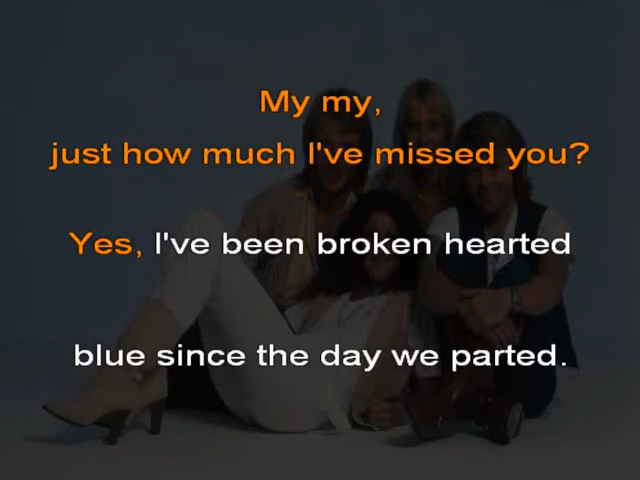 My my,
just how much I've missed you?
Yes, I've been broken hearted
blue since the day we parted.